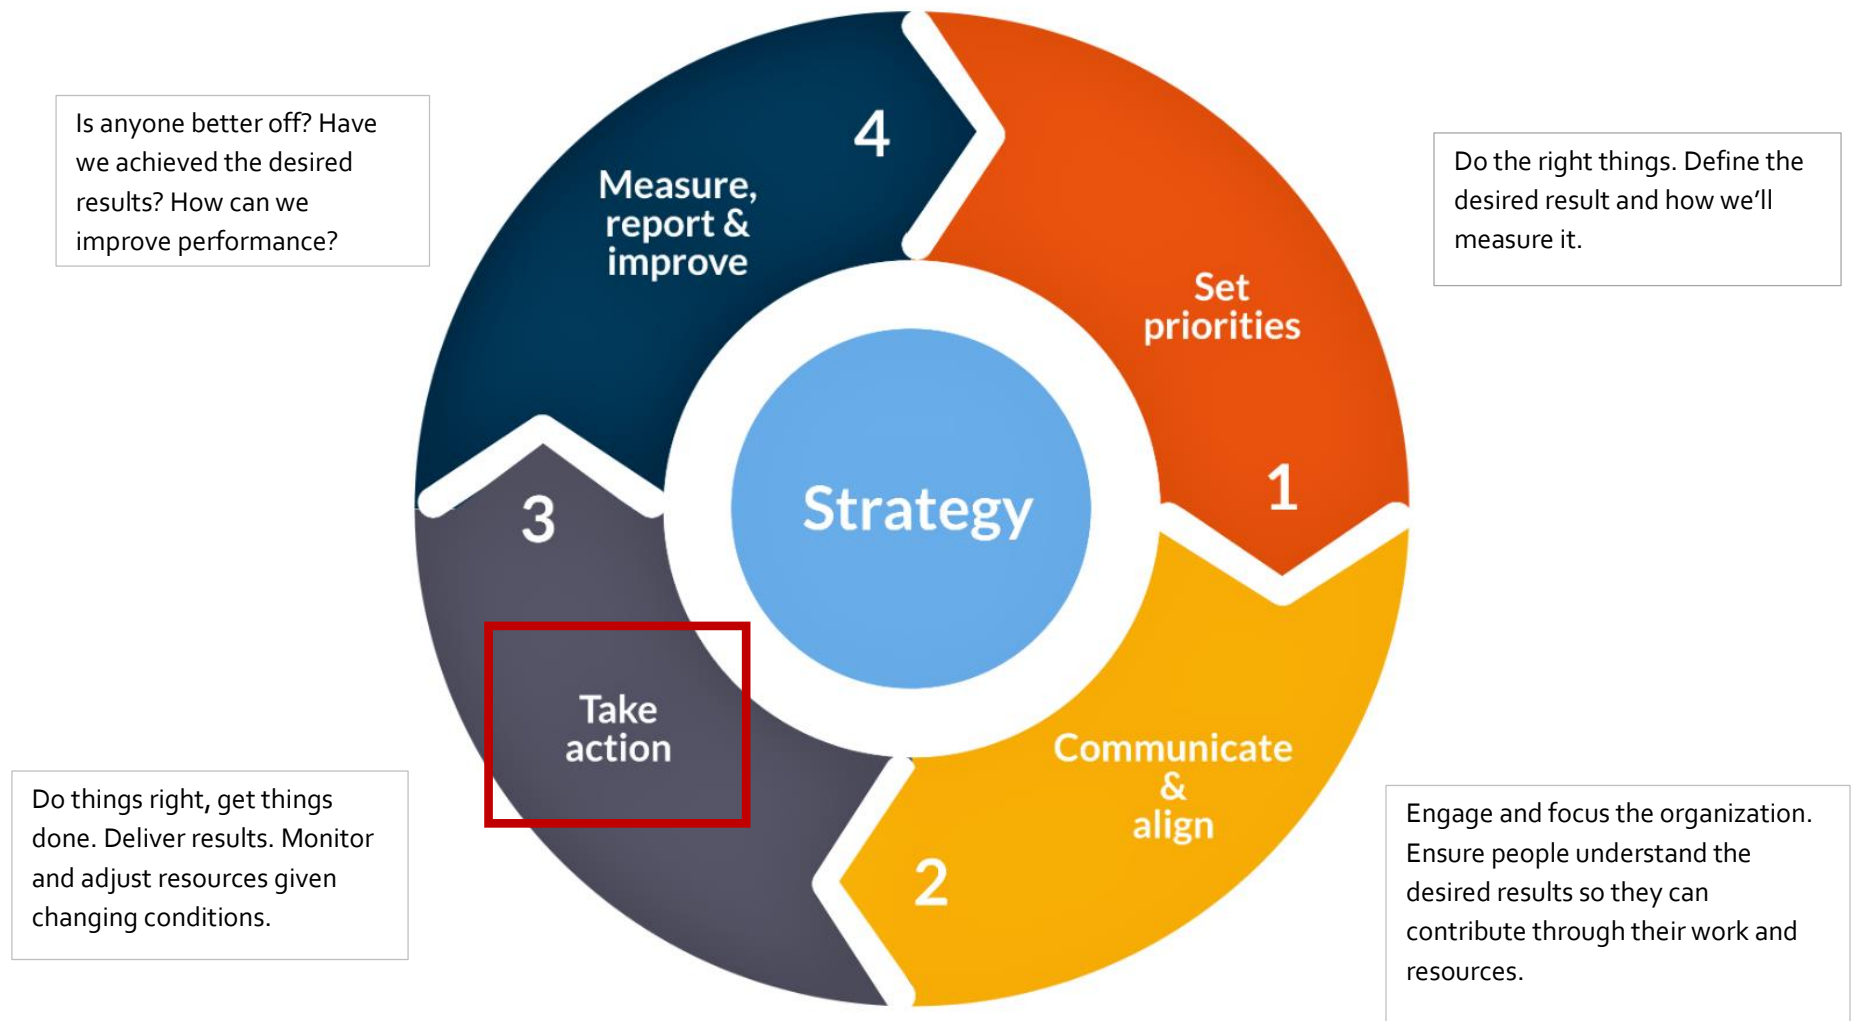 Is anyone better off? Have
we achieved the desired
results? How can we
improve performance?
4
Measure,
report &
improve
Do the right things. Define the
desired result and how we’ll
measure it.
Set
priorities
1
Strategy
3
Take
action
Do things right, get things
done. Deliver results. Monitor
and adjust resources given
changing conditions.
Communicate
&
align
2
Engage and focus the organization.
Ensure people understand the
desired results so they can
contribute through their work and
resources.